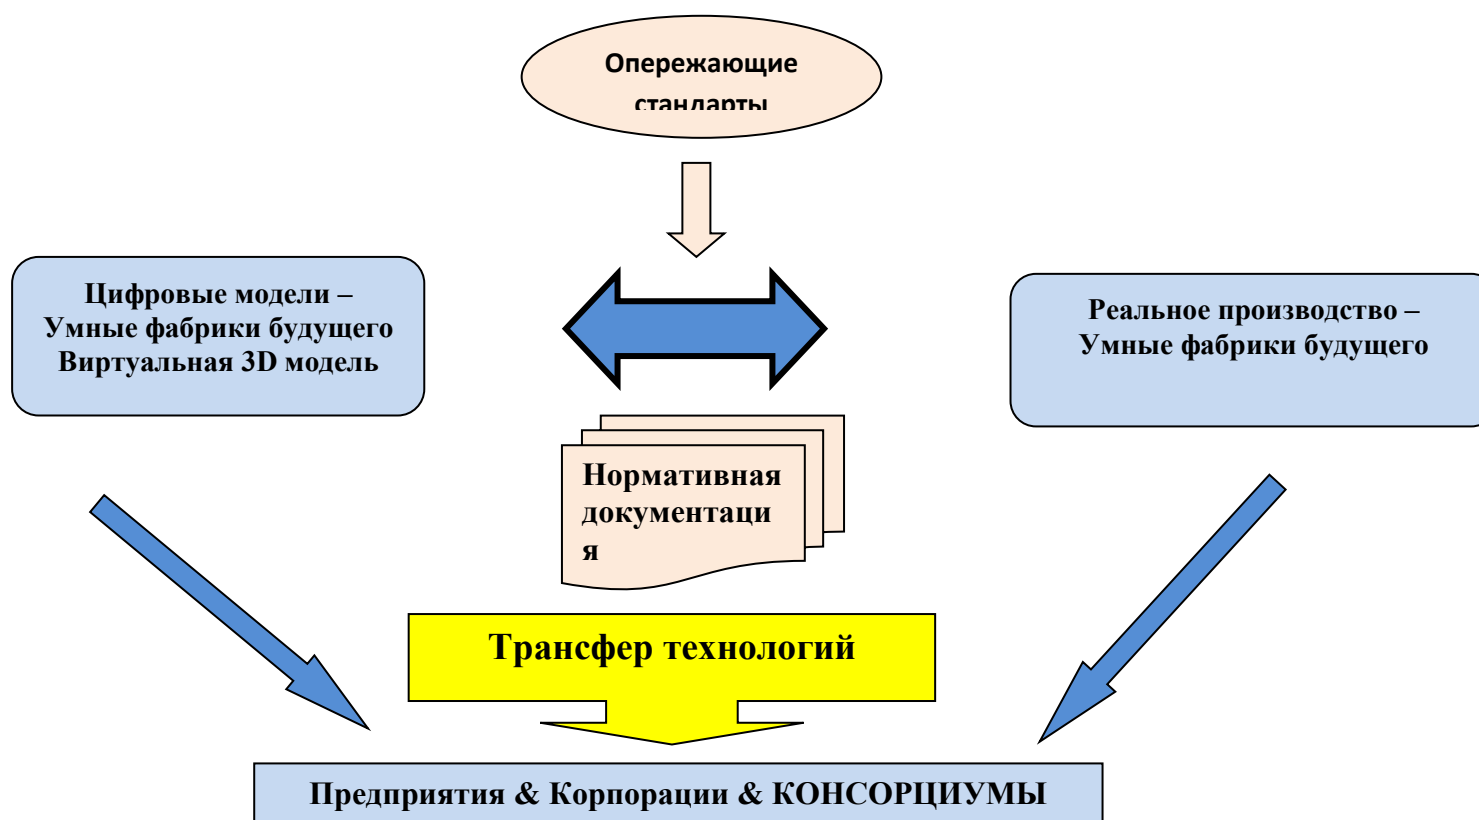 Опережающие
стандарты
Цифровые модели –
Умные фабрики будущего
Виртуальная 3D модель
Реальное производство –
Умные фабрики будущего
Нормативная
документаци
я
Трансфер технологий
Предприятия & Корпорации & КОНСОРЦИУМЫ